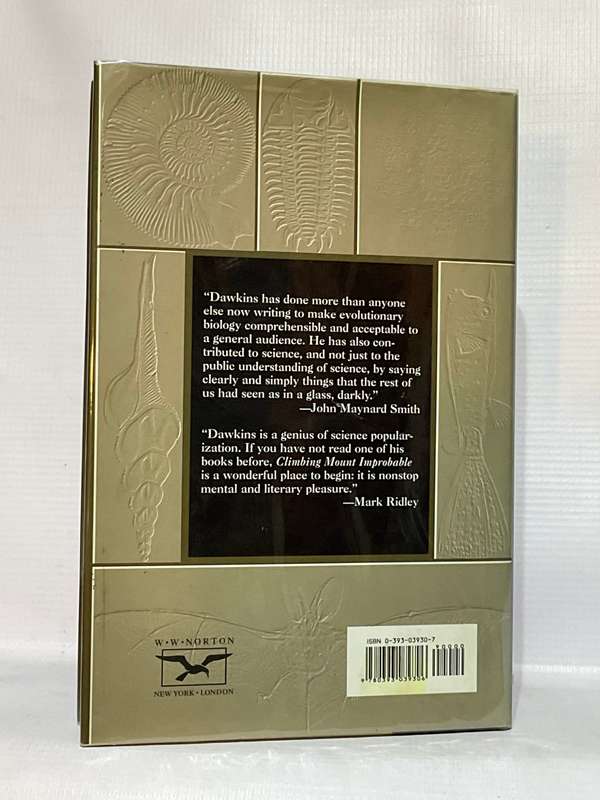 “Dawkins has done more than anyone
else now writing to make evolutionary
biology comprehensible and acceptable to
a general audience. He has also con-
tributed to science, and not just to the
public understanding of science, by saying
clearly and simply things that the rest of
us had seen as in a glass, darkly.”
—John Maynard Smith
“Dawkins is a genius of science popular-
ization. If you have not read one of his
books before, Climbing Mount Improbable
is a wonderful place to begin: it is nonstop
mental and literary pleasure.”
—Mark Ridley
W·W·NORTON
NEW YORK · LONDON
ISBN 0-393-03930-7
90000
9 780393 039306